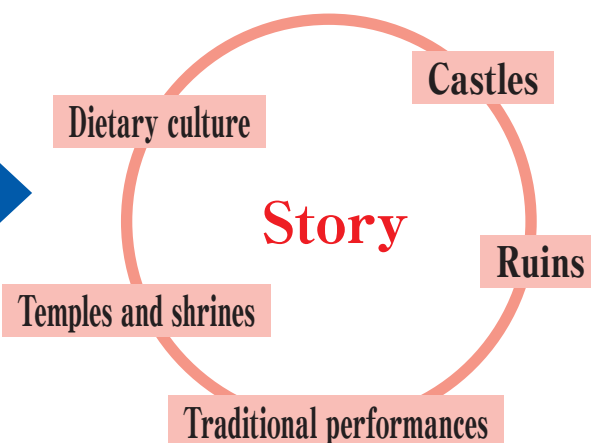 Castles
Dietary culture
Story
Ruins
Temples and shrines
Traditional performances